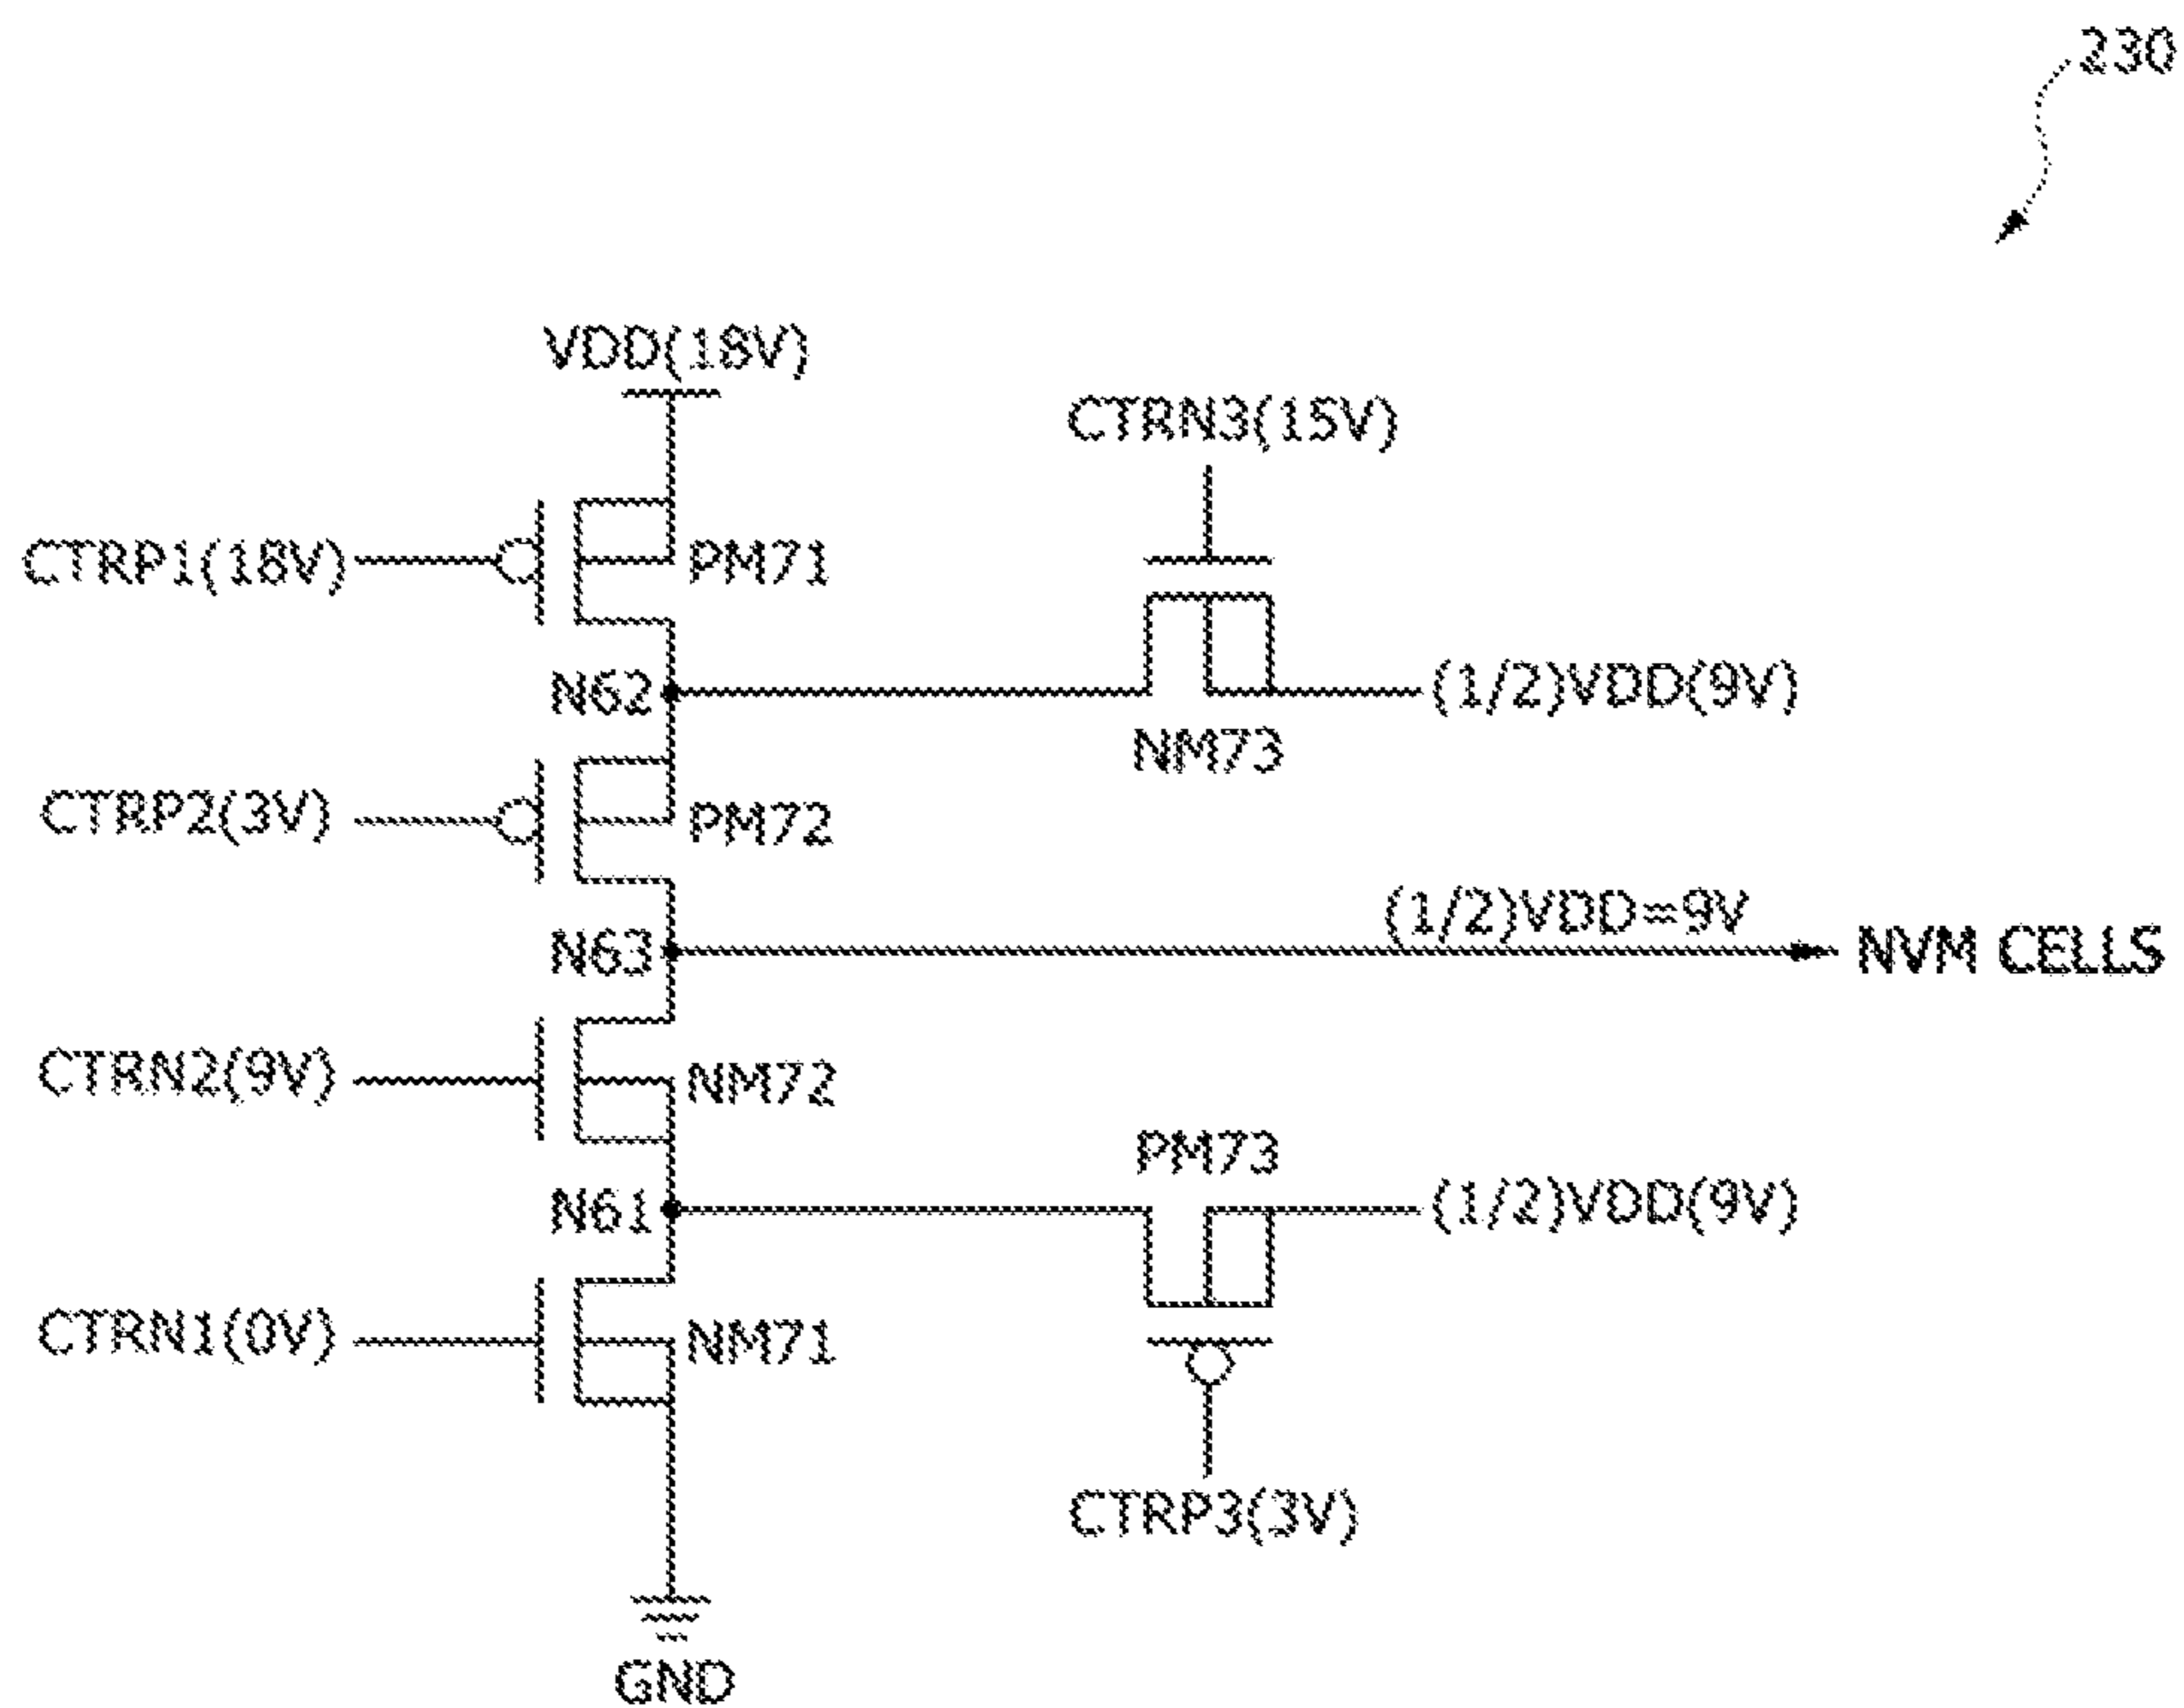 230
VDD(18V)
CTRN3(15V)
CTRP1(18V)
PM71
N62
(1/2)VDD(9V)
NM73
CTRP2(3V)
PM72
(1/2)VDD=9V
N63
NVM CELLS
CTRN2(9V)
NM72
PM73
N61
(1/2)VDD(9V)
CTRN1(0V)
NM71
CTRP3(3V)
GND